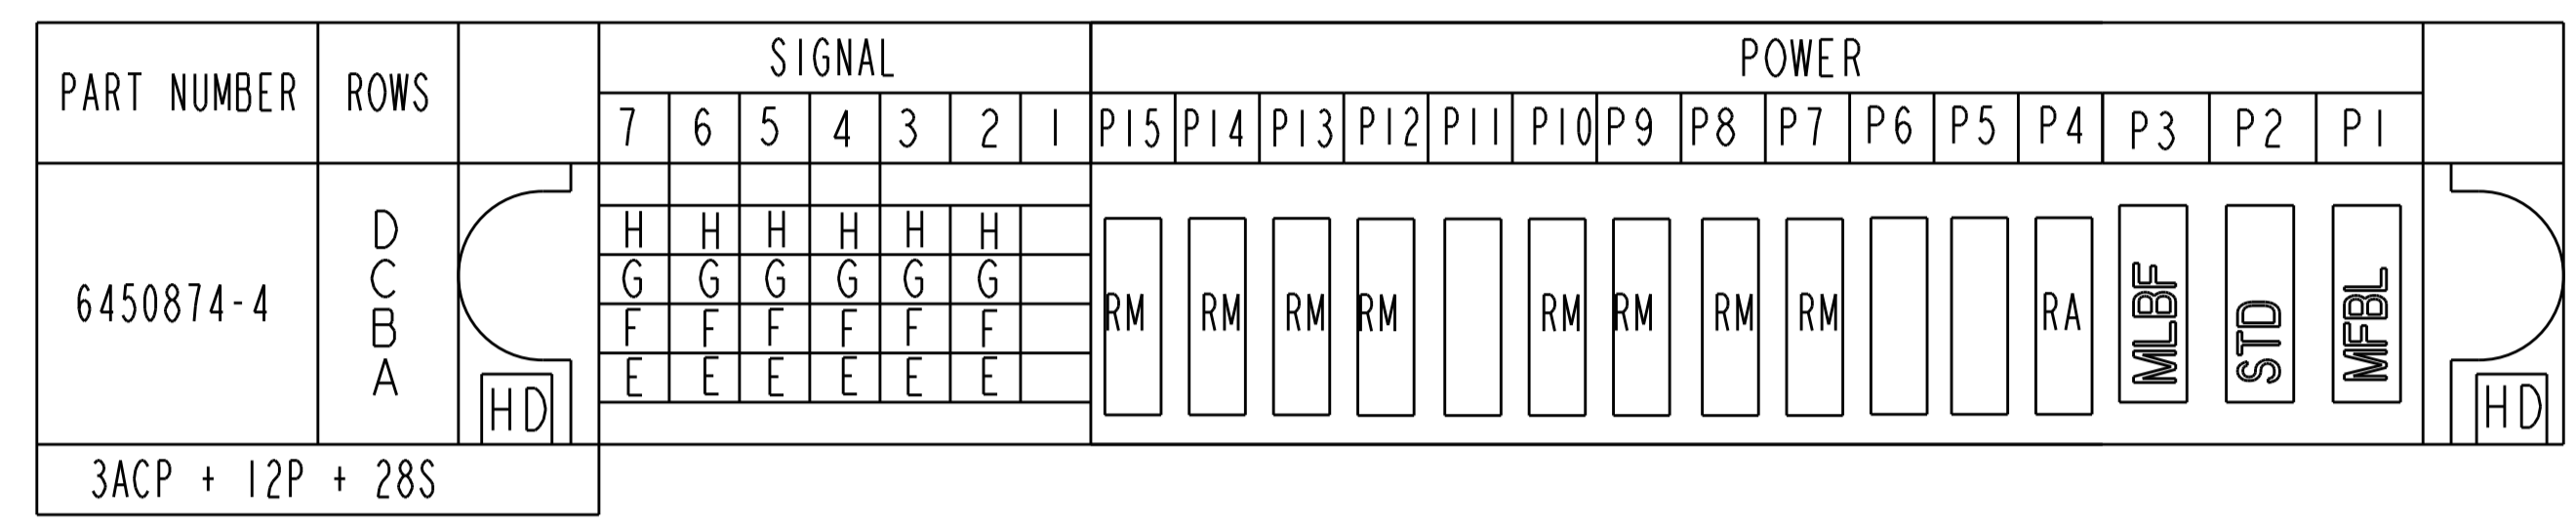 PART NUMBER ROWS SIGNAL POWER
7 6 5 4 3 2 1 P15 P14 P13 P12 P11 P10 P9 P8 P7 P6 P5 P4 P3 P2 P1
6450874-4
D H H H H H H
C G G G G G G
B F F F F F F
A E E E E E E
RM RM RM RM RM RM RM RM RA MLBF STD MFBL
HD HD
3ACP + 12P + 28S